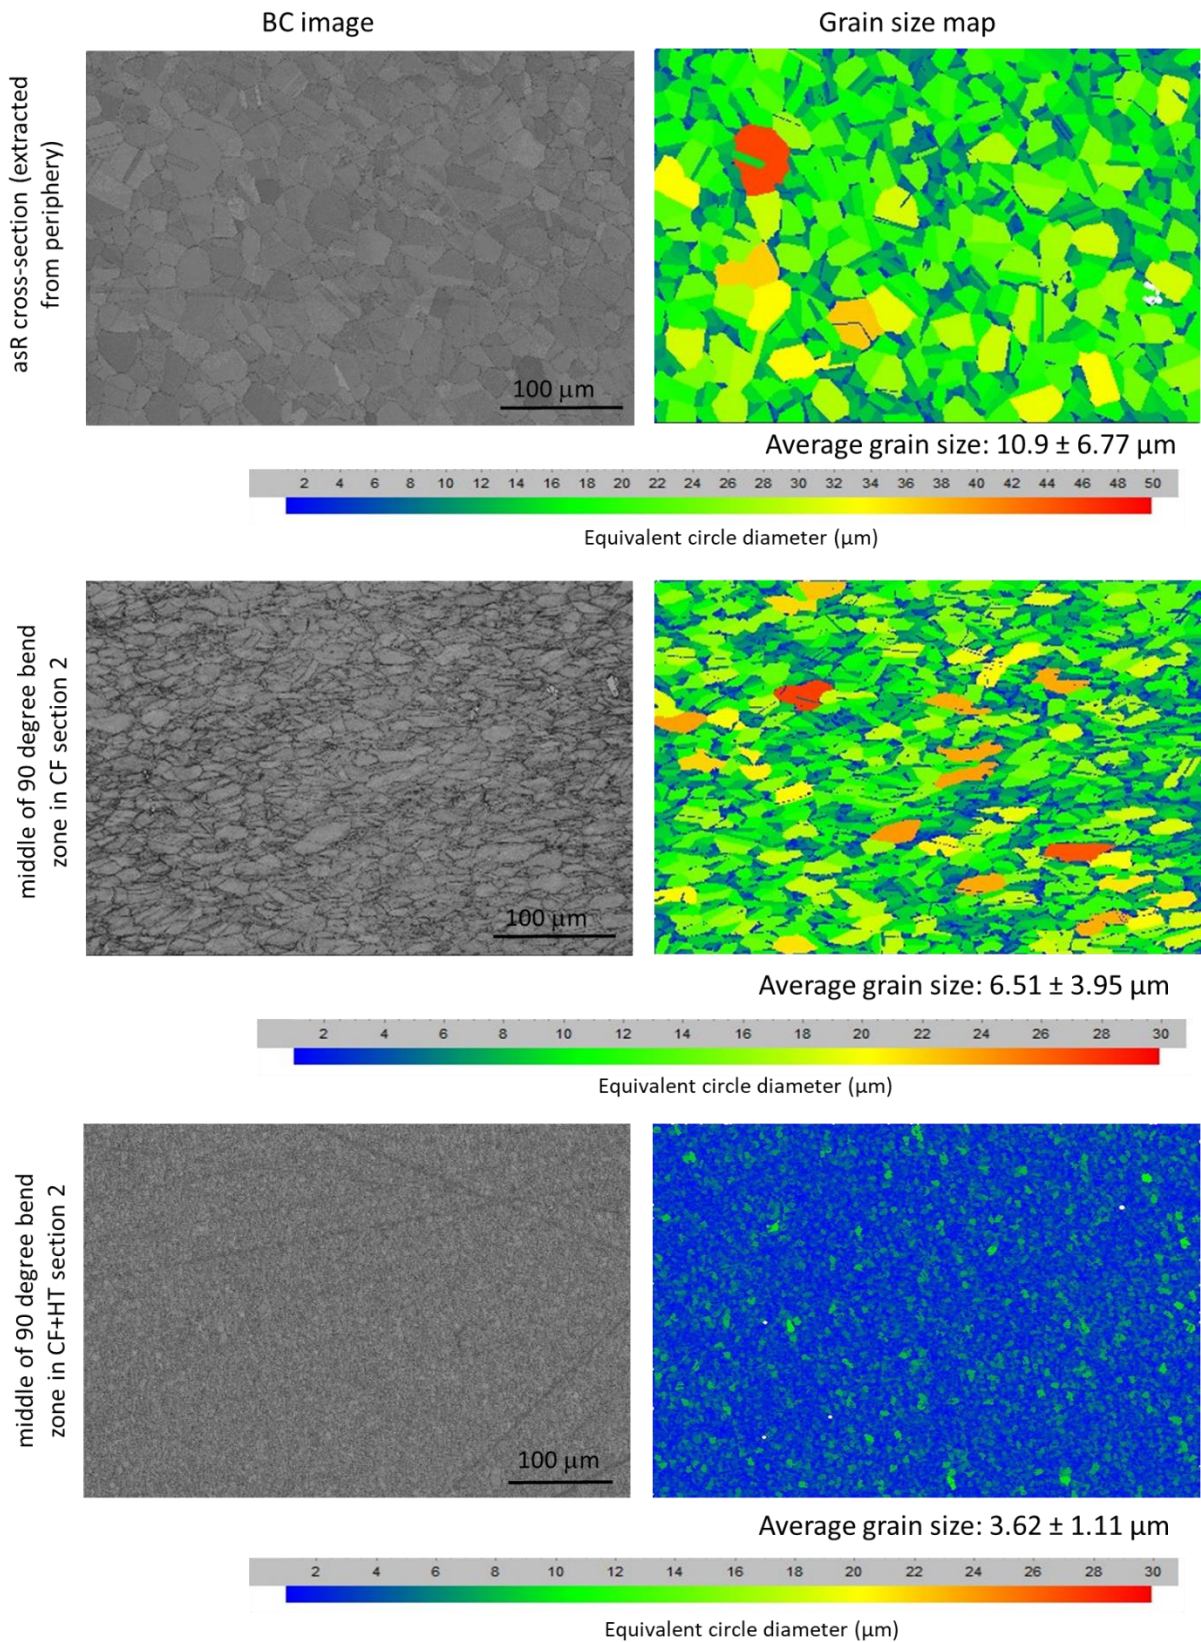 BC image
Grain size map
asR cross-section (extracted
from periphery)
100 μm
Average grain size: 10.9 ± 6.77 μm
2 4 6 8 10 12 14 16 18 20 22 24 26 28 30 32 34 36 38 40 42 44 46 48 50
Equivalent circle diameter (μm)
middle of 90 degree bend
zone in CF section 2
100 μm
Average grain size: 6.51 ± 3.95 μm
2 4 6 8 10 12 14 16 18 20 22 24 26 28 30
Equivalent circle diameter (μm)
middle of 90 degree bend
zone in CF+HT section 2
100 μm
Average grain size: 3.62 ± 1.11 μm
2 4 6 8 10 12 14 16 18 20 22 24 26 28 30
Equivalent circle diameter (μm)